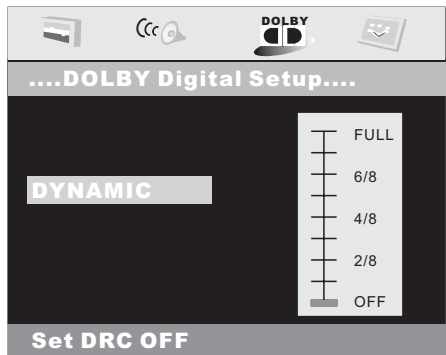 DOLBY
....DOLBY Digital Setup....
DYNAMIC
FULL
6/8
4/8
2/8
OFF
Set DRC OFF